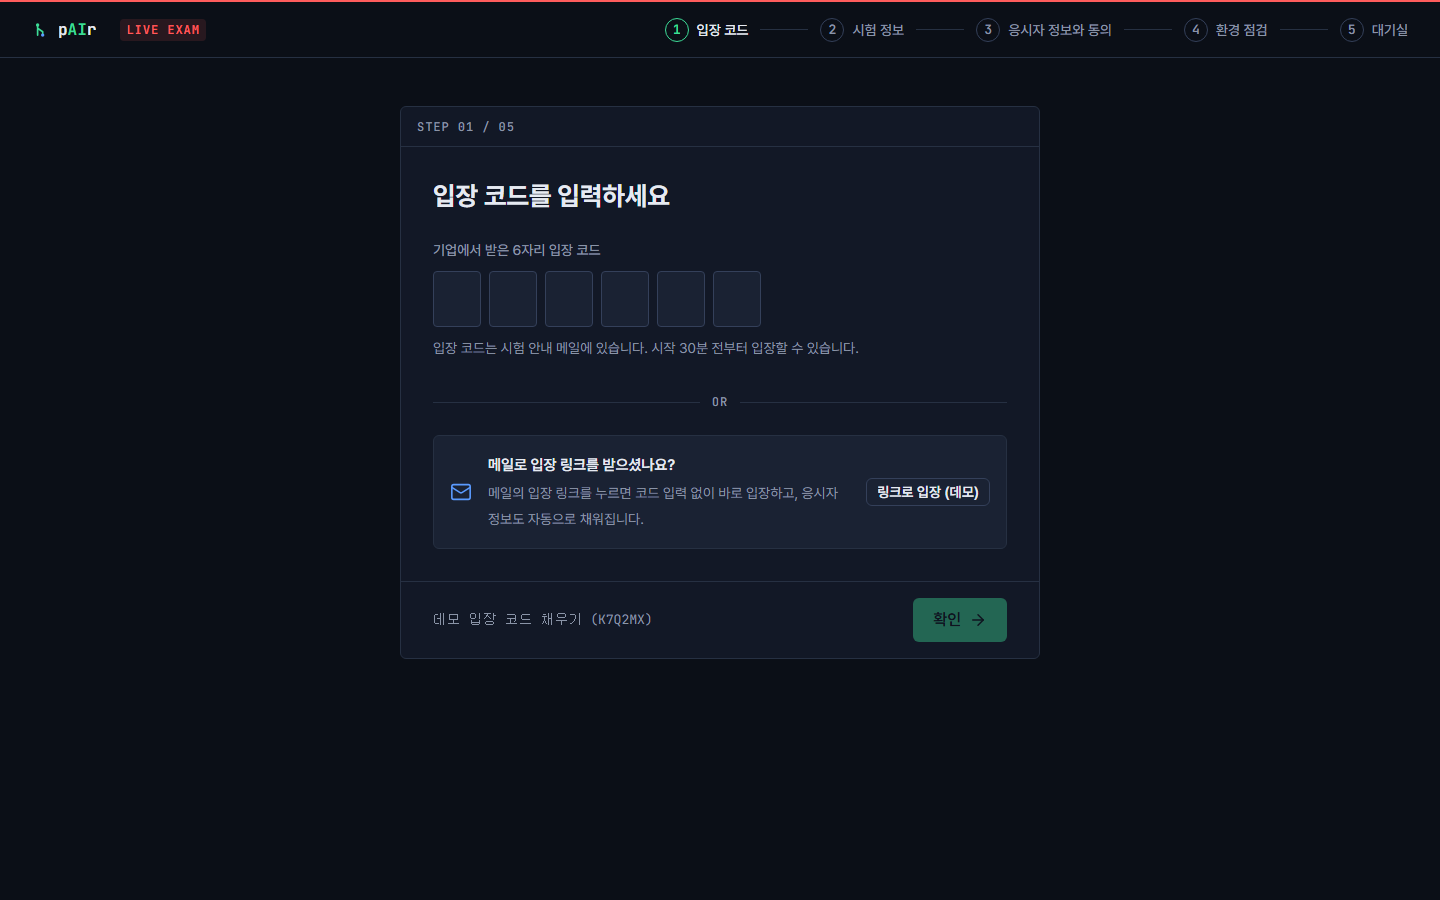 pAIr
LIVE EXAM
1 입장 코드
2 시험 정보
3 응시자 정보와 동의
4 환경 점검
5 대기실
STEP 01 / 05
입장 코드를 입력하세요
기업에서 받은 6자리 입장 코드
입장 코드는 시험 안내 메일에 있습니다. 시작 30분 전부터 입장할 수 있습니다.
OR
메일로 입장 링크를 받으셨나요?
메일의 입장 링크를 누르면 코드 입력 없이 바로 입장하고, 응시자
정보도 자동으로 채워집니다.
링크로 입장 (데모)
데모 입장 코드 채우기 (K7Q2MX)
확인 →